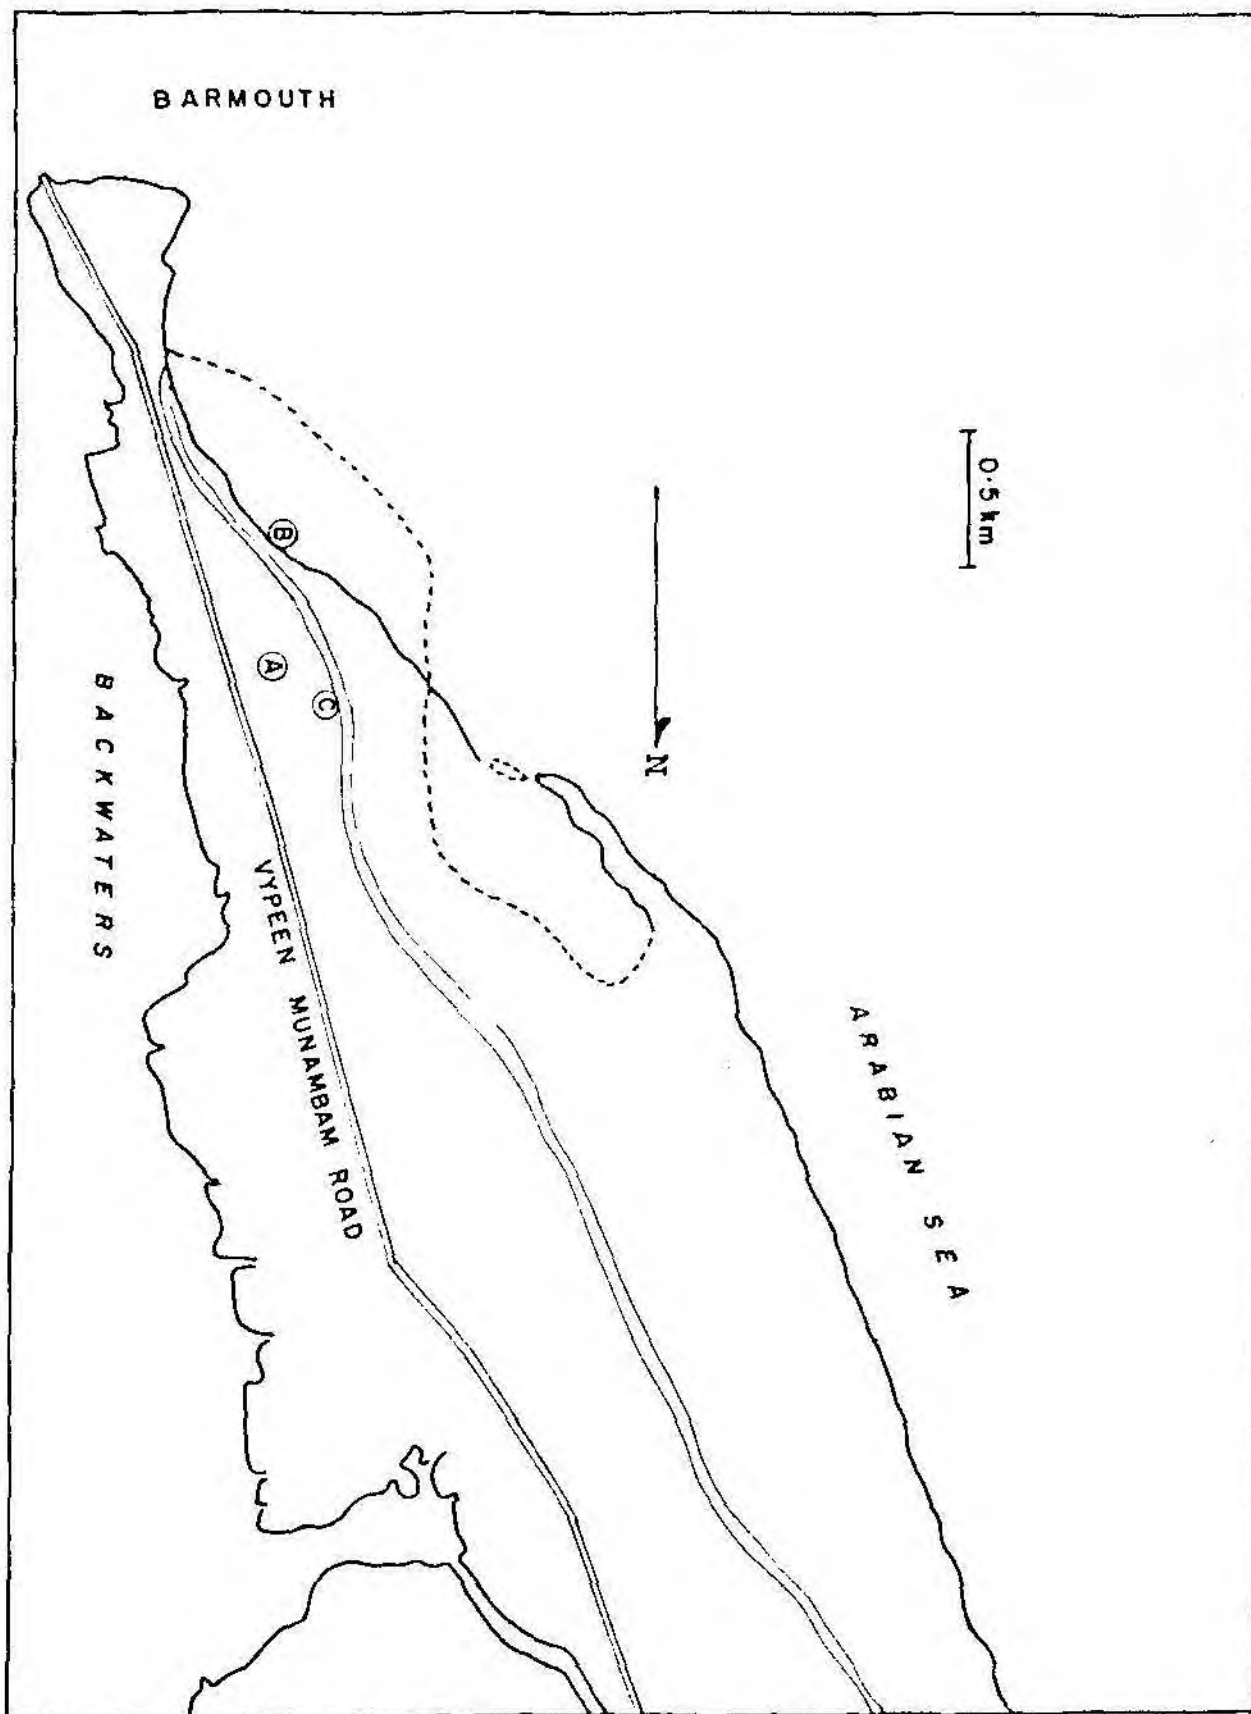 BARMOUTH
0.5 km
N
B
A
C
BACKWATERS
VYPEEN MUNAMBAM ROAD
ARABIAN SEA